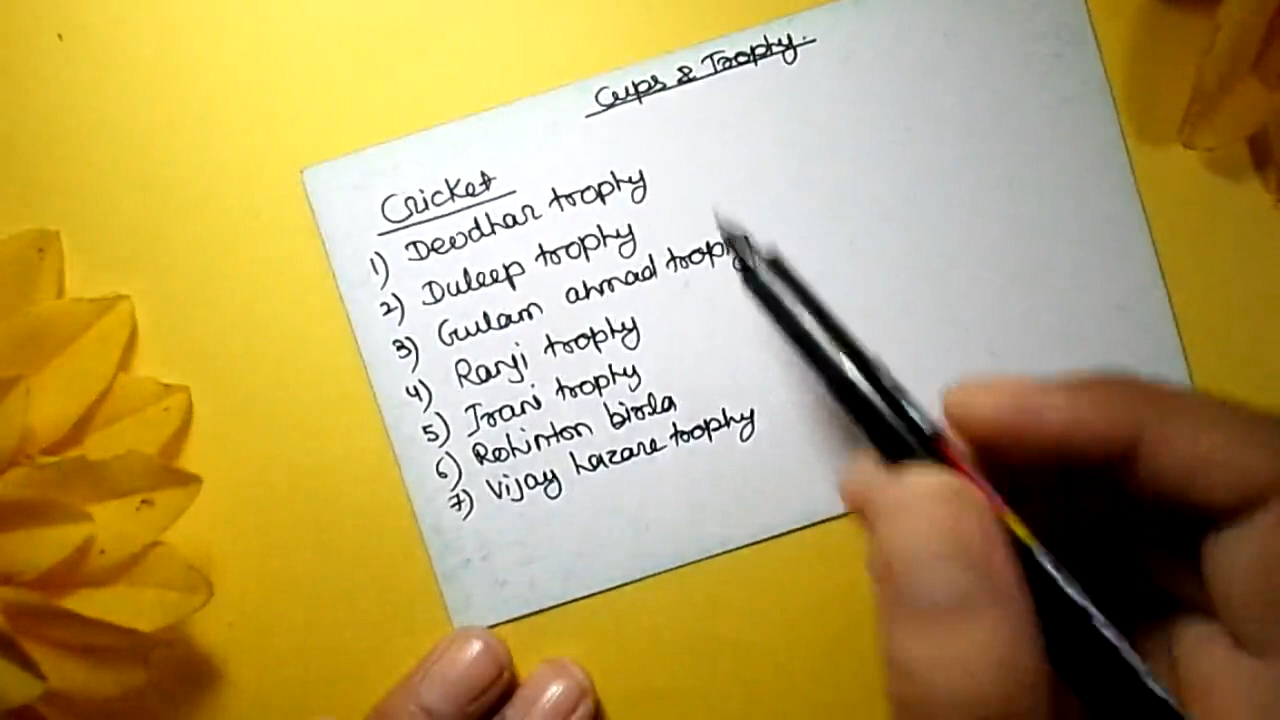 Cups & Trophy.
Cricket
1) Deodhar trophy
2) Duleep trophy
3) Gulam ahmad trophy
4) Ranji trophy
5) Irani trophy
6) Rohinton birla
7) Vijay hazare trophy